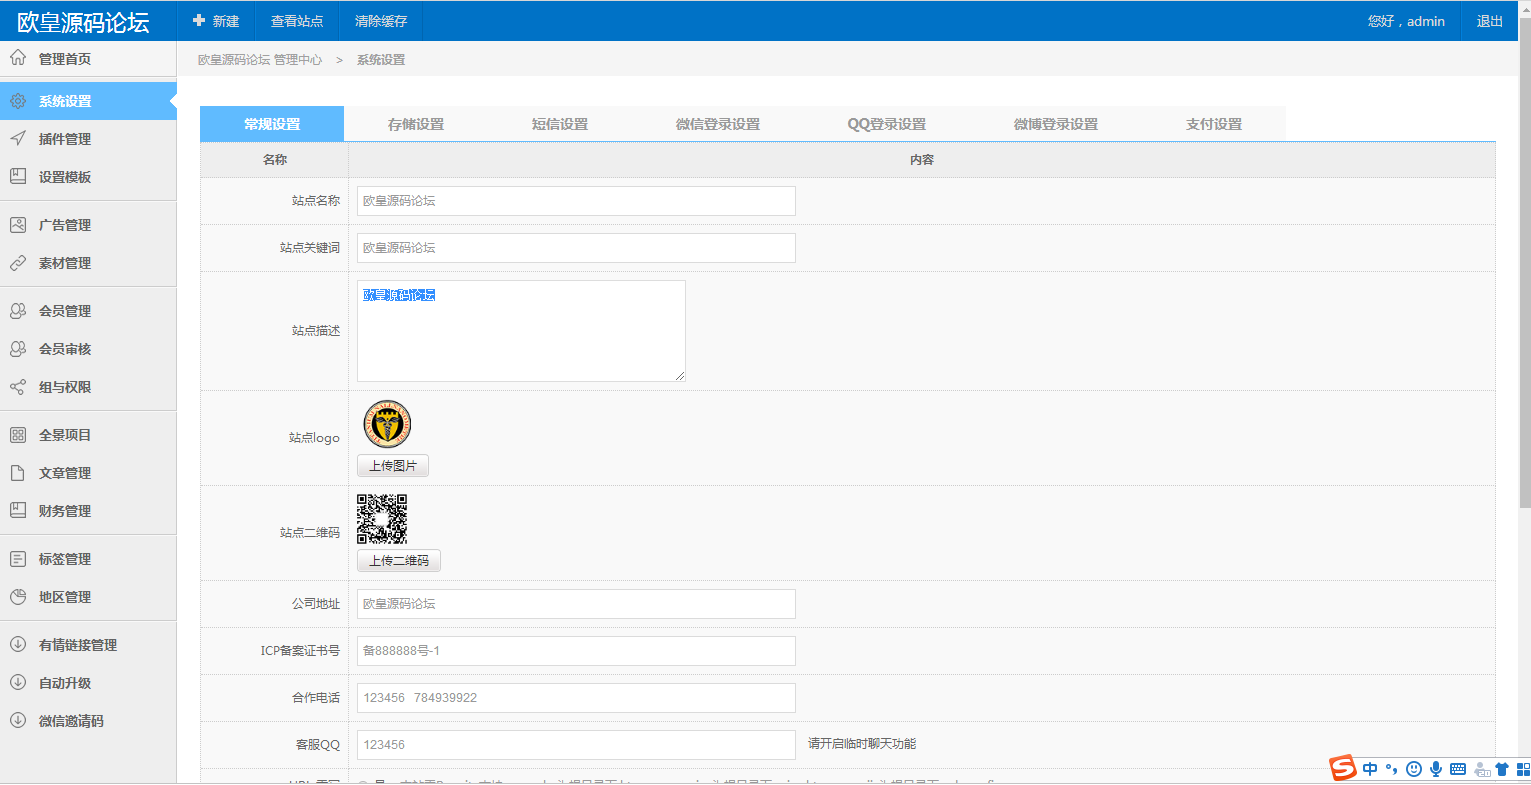 欧皇源码论坛
新建 查看站点 清除缓存
您好，admin 退出
管理首页
系统设置
插件管理
设置模板
广告管理
素材管理
会员管理
会员审核
组与权限
全景项目
文章管理
财务管理
标签管理
地区管理
有情链接管理
自动升级
微信邀请码
欧皇源码论坛 管理中心 > 系统设置
常规设置 存储设置 短信设置 微信登录设置 QQ登录设置 微博登录设置 支付设置
名称 内容
站点名称 欧皇源码论坛
站点关键词 欧皇源码论坛
站点描述 欧皇源码论坛
站点logo
上传图片
站点二维码
上传二维码
公司地址 欧皇源码论坛
ICP备案证书号 备888888号-1
合作电话 123456 784939922
客服QQ 123456 请开启临时聊天功能
中